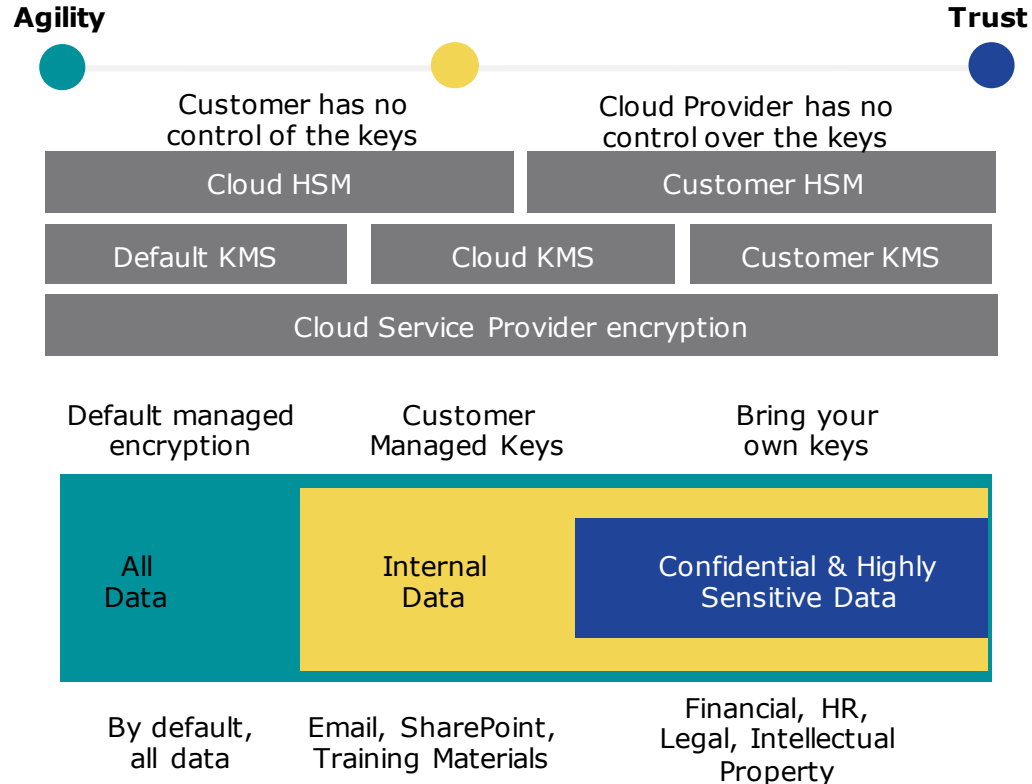 Agility
Trust
Customer has no
control of the keys
Cloud Provider has no
control over the keys
Cloud HSM
Customer HSM
Default KMS
Cloud KMS
Customer KMS
Cloud Service Provider encryption
Default managed
encryption
Customer
Managed Keys
Bring your
own keys
All
Data
Internal
Data
Confidential & Highly
Sensitive Data
By default,
all data
Email, SharePoint,
Training Materials
Financial, HR,
Legal, Intellectual
Property